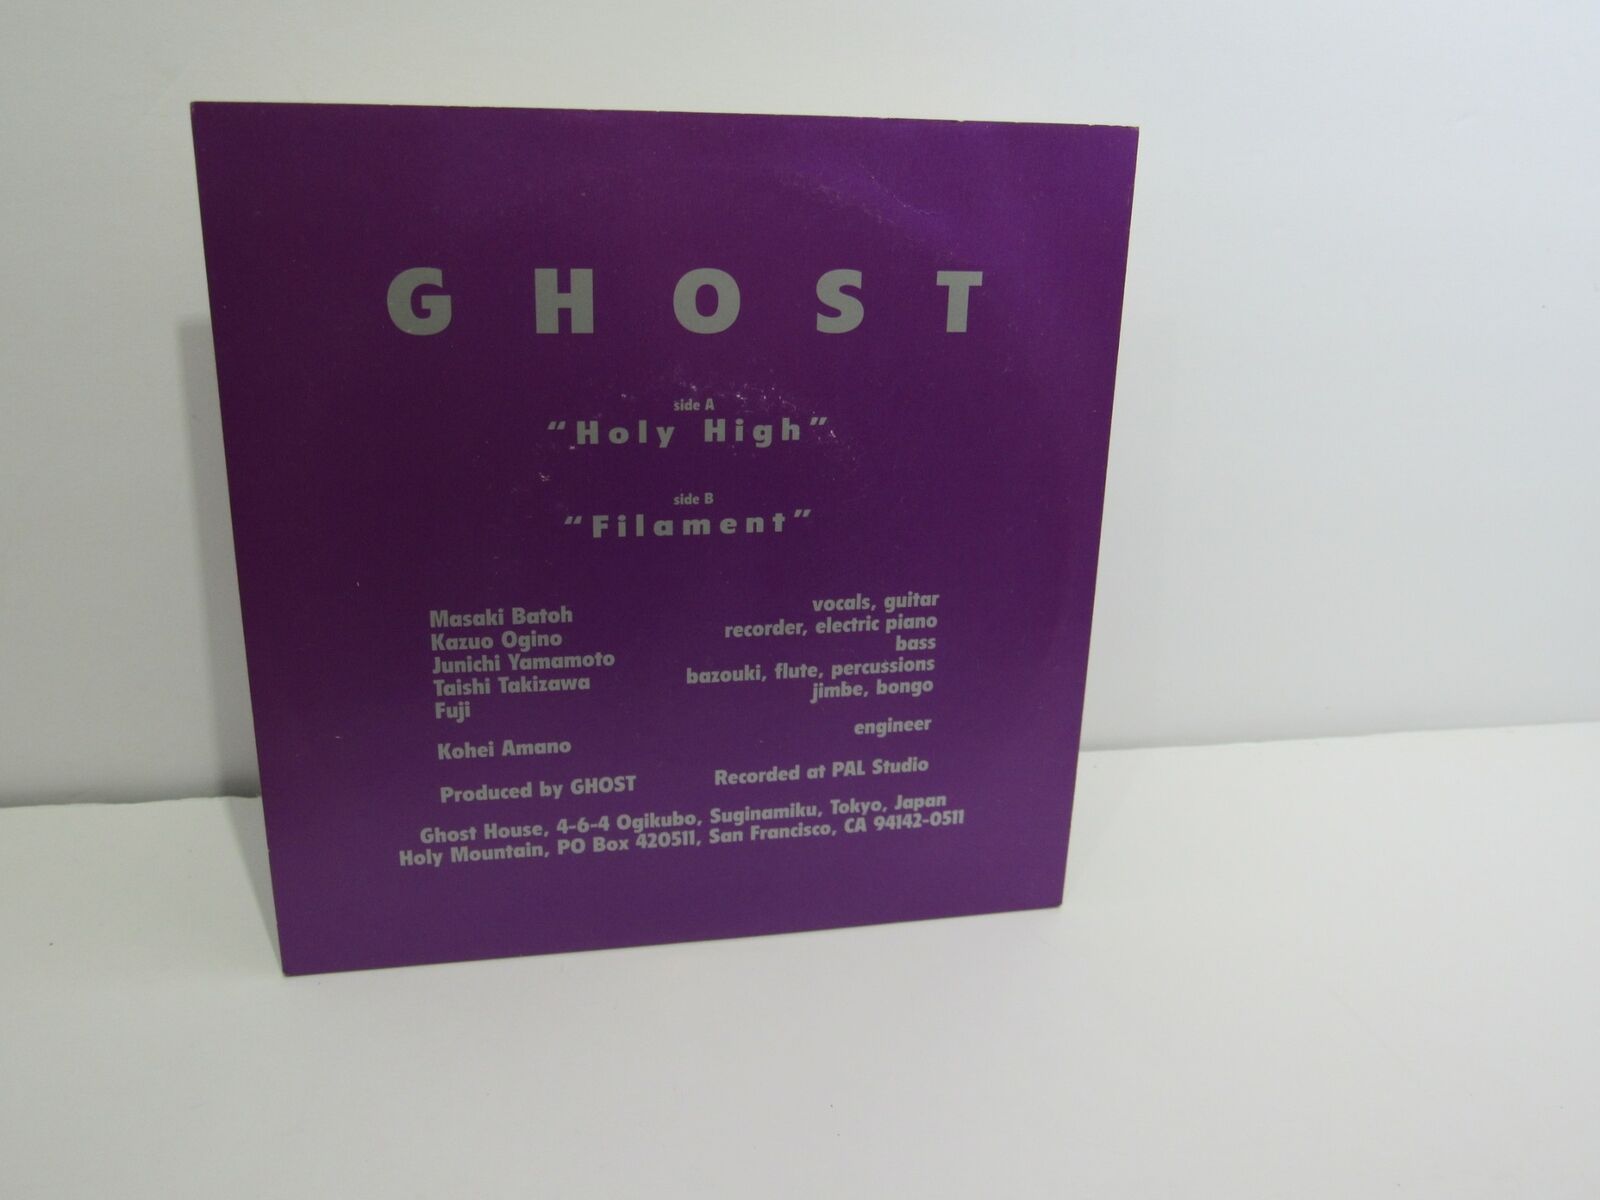 GHOST
side A
"Holy High"
side B
"Filament"
Masaki Batoh vocals, guitar
Kazuo Ogino recorder, electric piano
Junichi Yamamoto bass
Taishi Takizawa bazouki, flute, percussions
Fuji jimbe, bongo
Kohei Amano engineer
Produced by GHOST Recorded at PAL Studio
Ghost House, 4-6-4 Ogikubo, Suginamiku, Tokyo, Japan
Holy Mountain, PO Box 420511, San Francisco, CA 94142-0511